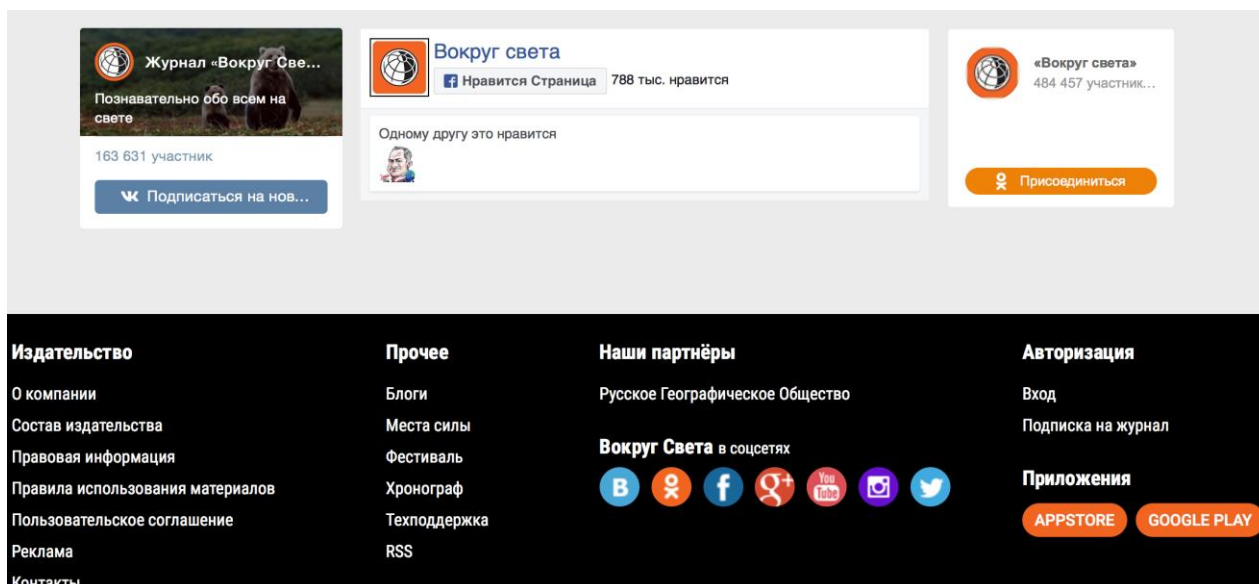 Журнал «Вокруг Све...
Познавательно обо всем на
свете
163 631 участник
Подписаться на нов...
Вокруг света
Нравится Страница 788 тыс. нравится
Одному другу это нравится
«Вокруг света»
484 457 участник...
Присоединиться
Издательство
О компании
Состав издательства
Правовая информация
Правила использования материалов
Пользовательское соглашение
Реклама
Контакты
Прочее
Блоги
Места силы
Фестиваль
Хронограф
Техподдержка
RSS
Наши партнёры
Русское Географическое Общество
Вокруг Света в соцсетях
You
Tube
Авторизация
Вход
Подписка на журнал
Приложения
APPSTORE GOOGLE PLAY